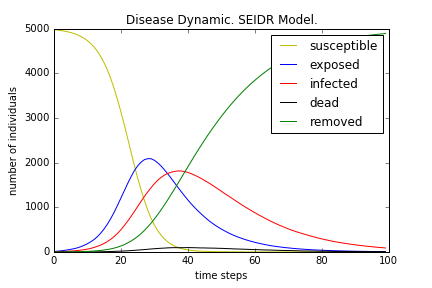 Disease Dynamic. SEIDR Model.
number of individuals
5000
4000
3000
2000
1000
0
susceptible
exposed
infected
dead
removed
0 20 40 60 80 100
time steps